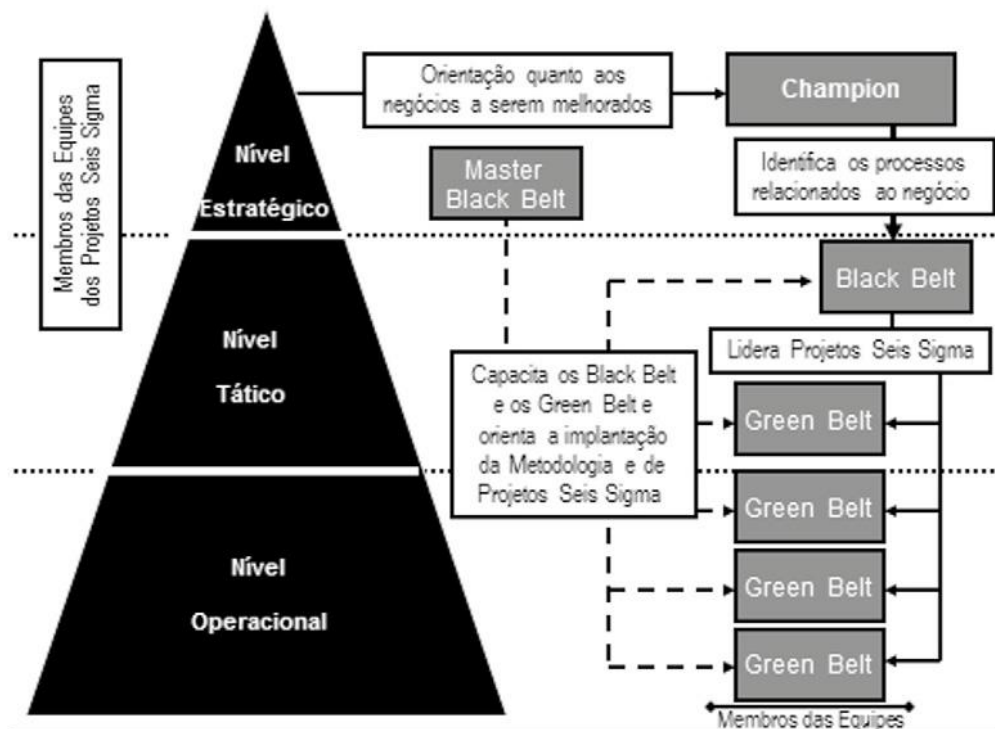 Membros das Equipes
dos Projetos Seis Sigma
Nível
Estratégico
Orientação quanto aos
negócios a serem melhorados
Champion
Master
Black Belt
Identifica os processos
relacionados ao negócio
Nível
Tático
Black Belt
Lidera Projetos Seis Sigma
Capacita os Black Belt
e os Green Belt e
orienta a implantação
da Metodologia e de
Projetos Seis Sigma
Green Belt
Nível
Operacional
Green Belt
Green Belt
Green Belt
Membros das Equipes